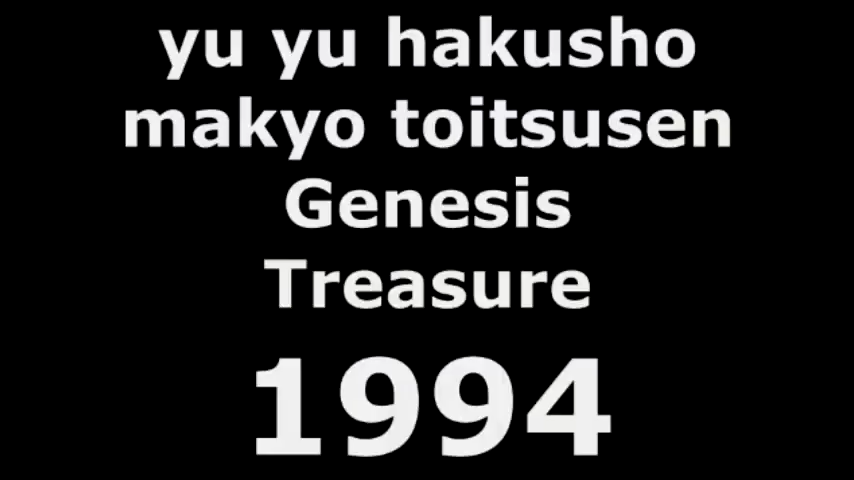 yu yu hakusho
makyo toitsusen
Genesis
Treasure
1994